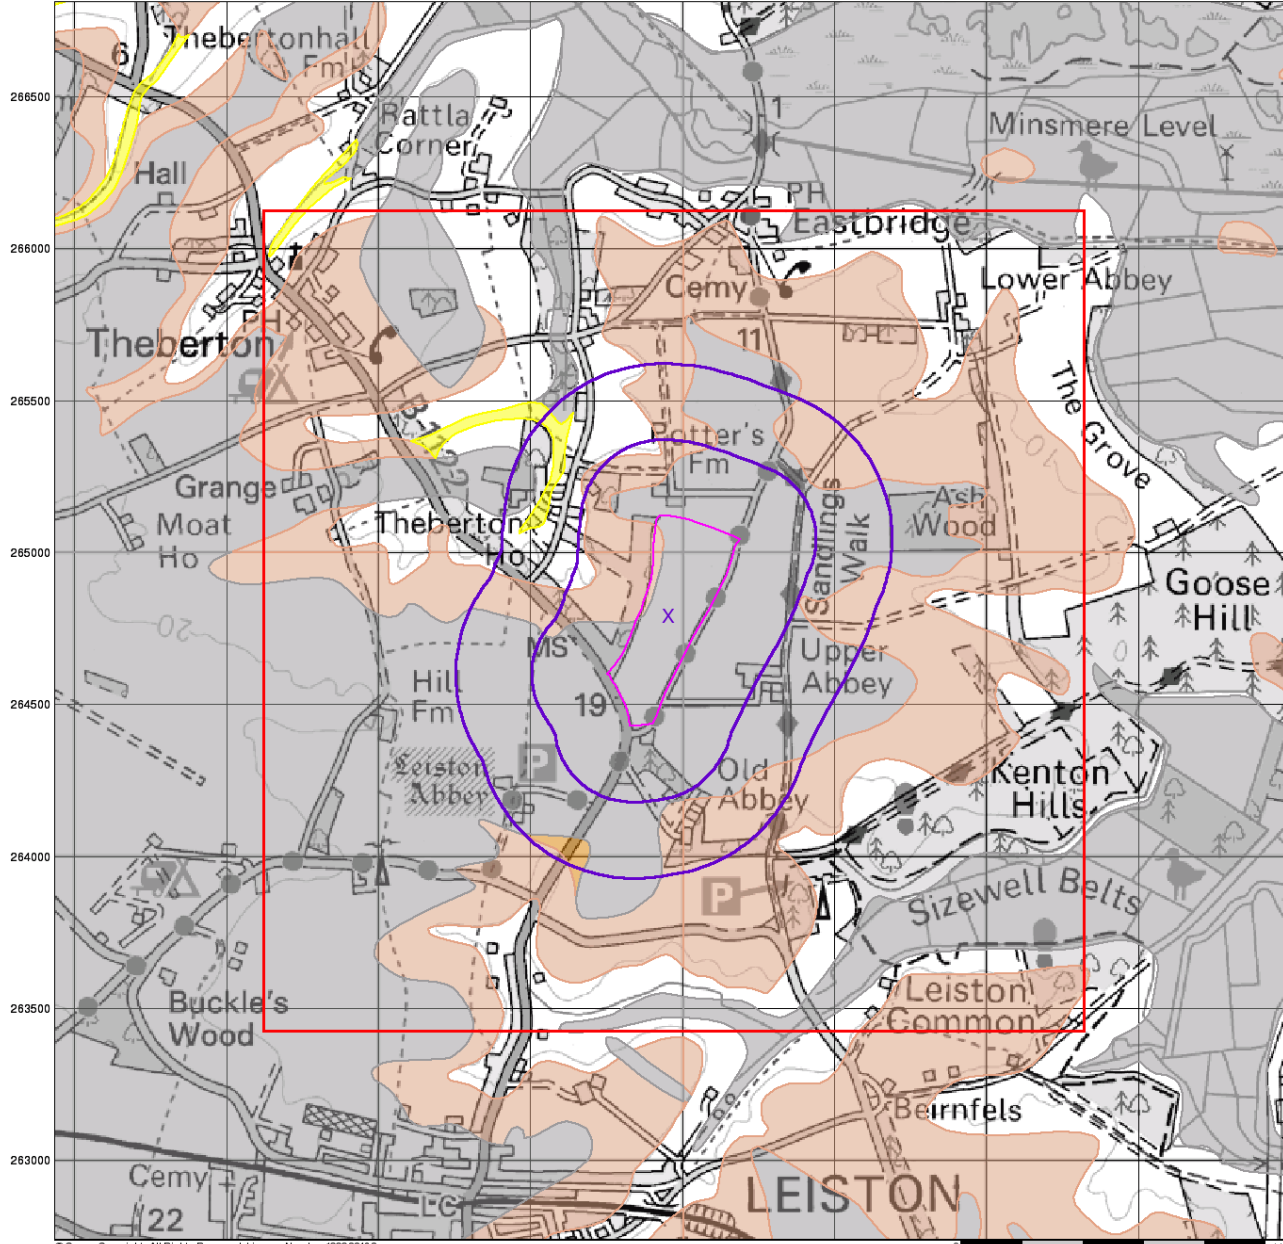 Thebertonhall
Fm
6
266500
Rattla
Corner
1
Minsmere Level
Hall
PH
Eastbridge
266000
Cemy
Lower Abbey
PH
Theberton
11
The Grove
265500
B 1122
Potter's
Fm
10
Grange
Ash
Wood
Moat
Ho
Theberton
Ho
Sandlings
Walk
265000
Goose
Hill
20
X
MS
Upper
Abbey
Hill
Fm
19
264500
Leiston
Abbey
P
Old
Abbey
Kenton
Hills
264000
P
Sizewell Belts
Buckle's
Wood
Leiston
Common
263500
Beirnfels
263000
Cemy
LC
LEISTON
22